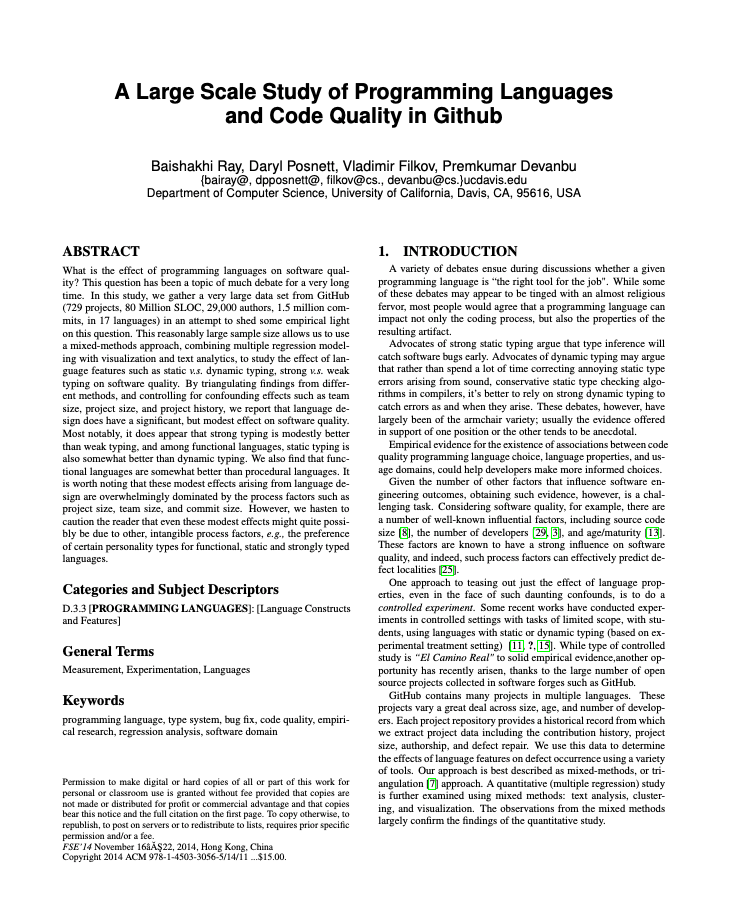 A Large Scale Study of Programming Languages
and Code Quality in Github
Baishakhi Ray, Daryl Posnett, Vladimir Filkov, Premkumar Devanbu
{bairay@, dpposnett@, filkov@cs., devanbu@cs.}ucdavis.edu
Department of Computer Science, University of California, Davis, CA, 95616, USA
ABSTRACT
What is the effect of programming languages on software qual-
ity? This question has been a topic of much debate for a very long
time. In this study, we gather a very large data set from GitHub
(729 projects, 80 Million SLOC, 29,000 authors, 1.5 million com-
mits, in 17 languages) in an attempt to shed some empirical light
on this question. This reasonably large sample size allows us to use
a mixed-methods approach, combining multiple regression model-
ing with visualization and text analytics, to study the effect of lan-
guage features such as static v.s. dynamic typing, strong v.s. weak
typing on software quality. By triangulating findings from differ-
ent methods, and controlling for confounding effects such as team
size, project size, and project history, we report that language de-
sign does have a significant, but modest effect on software quality.
Most notably, it does appear that strong typing is modestly better
than weak typing, and among functional languages, static typing is
also somewhat better than dynamic typing. We also find that func-
tional languages are somewhat better than procedural languages. It
is worth noting that these modest effects arising from language de-
sign are overwhelmingly dominated by the process factors such as
project size, team size, and commit size. However, we hasten to
caution the reader that even these modest effects might quite possi-
bly be due to other, intangible process factors, e.g., the preference
of certain personality types for functional, static and strongly typed
languages.
Categories and Subject Descriptors
D.3.3 [PROGRAMMING LANGUAGES]: [Language Constructs
and Features]
General Terms
Measurement, Experimentation, Languages
Keywords
programming language, type system, bug fix, code quality, empiri-
cal research, regression analysis, software domain
Permission to make digital or hard copies of all or part of this work for
personal or classroom use is granted without fee provided that copies are
not made or distributed for profit or commercial advantage and that copies
bear this notice and the full citation on the first page. To copy otherwise, to
republish, to post on servers or to redistribute to lists, requires prior specific
permission and/or a fee.
FSE'14 November 16âĂŞ22, 2014, Hong Kong, China
Copyright 2014 ACM 978-1-4503-3056-5/14/11 ...$15.00.
1. INTRODUCTION
A variety of debates ensue during discussions whether a given
programming language is “the right tool for the job". While some
of these debates may appear to be tinged with an almost religious
fervor, most people would agree that a programming language can
impact not only the coding process, but also the properties of the
resulting artifact.
Advocates of strong static typing argue that type inference will
catch software bugs early. Advocates of dynamic typing may argue
that rather than spend a lot of time correcting annoying static type
errors arising from sound, conservative static type checking algo-
rithms in compilers, it’s better to rely on strong dynamic typing to
catch errors as and when they arise. These debates, however, have
largely been of the armchair variety; usually the evidence offered
in support of one position or the other tends to be anecdotal.
Empirical evidence for the existence of associations between code
quality programming language choice, language properties, and us-
age domains, could help developers make more informed choices.
Given the number of other factors that influence software en-
gineering outcomes, obtaining such evidence, however, is a chal-
lenging task. Considering software quality, for example, there are
a number of well-known influential factors, including source code
size [8], the number of developers [29, 3], and age/maturity [13].
These factors are known to have a strong influence on software
quality, and indeed, such process factors can effectively predict de-
fect localities [25].
One approach to teasing out just the effect of language prop-
erties, even in the face of such daunting confounds, is to do a
controlled experiment. Some recent works have conducted exper-
iments in controlled settings with tasks of limited scope, with stu-
dents, using languages with static or dynamic typing (based on ex-
perimental treatment setting) [11, ?, 15]. While type of controlled
study is “El Camino Real” to solid empirical evidence,another op-
portunity has recently arisen, thanks to the large number of open
source projects collected in software forges such as GitHub.
GitHub contains many projects in multiple languages. These
projects vary a great deal across size, age, and number of develop-
ers. Each project repository provides a historical record from which
we extract project data including the contribution history, project
size, authorship, and defect repair. We use this data to determine
the effects of language features on defect occurrence using a variety
of tools. Our approach is best described as mixed-methods, or tri-
angulation [7] approach. A quantitative (multiple regression) study
is further examined using mixed methods: text analysis, cluster-
ing, and visualization. The observations from the mixed methods
largely confirm the findings of the quantitative study.